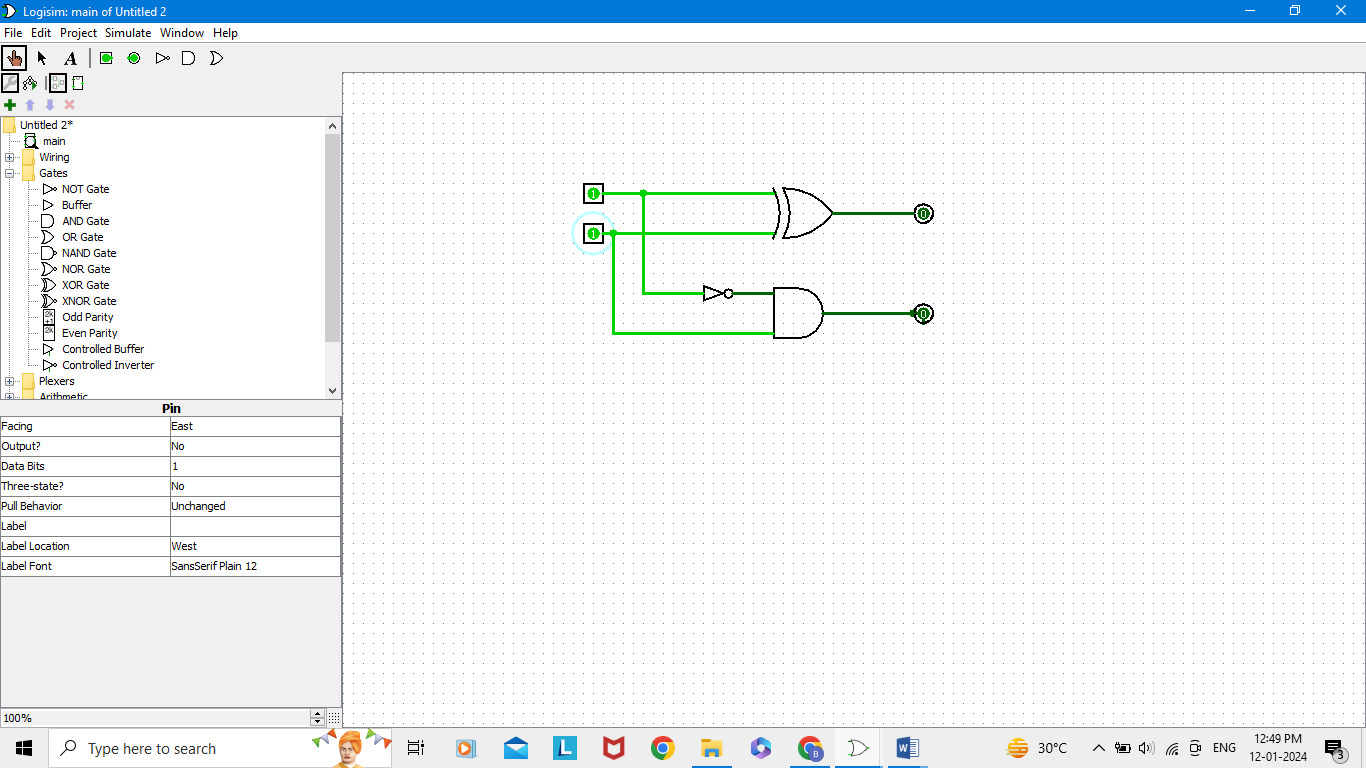 Logisim: main of Untitled 2
File Edit Project Simulate Window Help
A
Untitled 2*
main
Wiring
Gates
NOT Gate
Buffer
AND Gate
OR Gate
NAND Gate
NOR Gate
XOR Gate
XNOR Gate
Odd Parity
Even Parity
Controlled Buffer
Controlled Inverter
Plexers
Arithmetic
Pin
Facing East
Output? No
Data Bits 1
Three-state? No
Pull Behavior Unchanged
Label
Label Location West
Label Font SansSerif Plain 12
100%
1
1
0
0
Type here to search
L
B
W
30°C
ENG
12:49 PM
12-01-2024
3